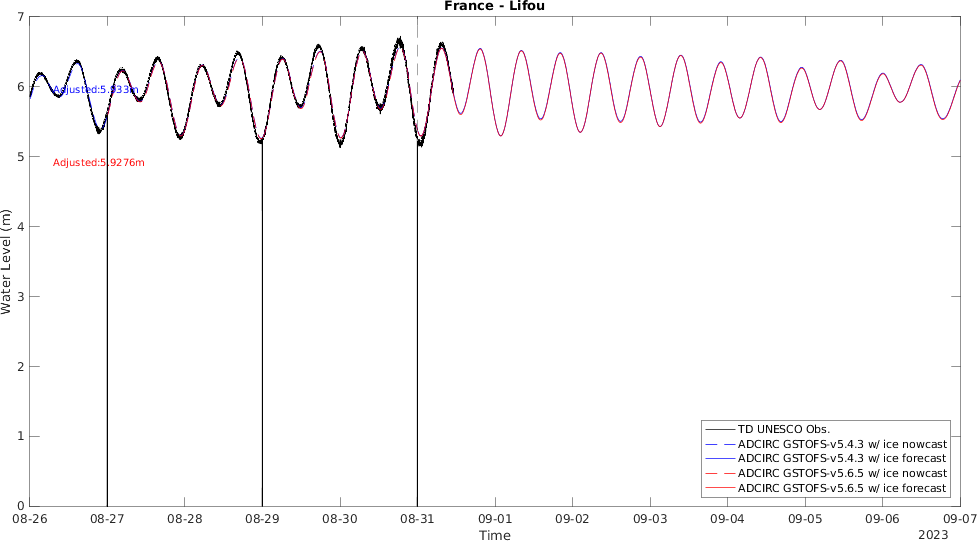 France - Lifou
7
6
5
4
3
2
1
0
Water Level (m)
Adjusted:5.933m
Adjusted:5.9276m
TD UNESCO Obs.
ADCIRC GSTOFS-v5.4.3 w/ ice nowcast
ADCIRC GSTOFS-v5.4.3 w/ ice forecast
ADCIRC GSTOFS-v5.6.5 w/ ice nowcast
ADCIRC GSTOFS-v5.6.5 w/ ice forecast
08-26 08-27 08-28 08-29 08-30 08-31 09-01 09-02 09-03 09-04 09-05 09-06 09-07
Time
2023